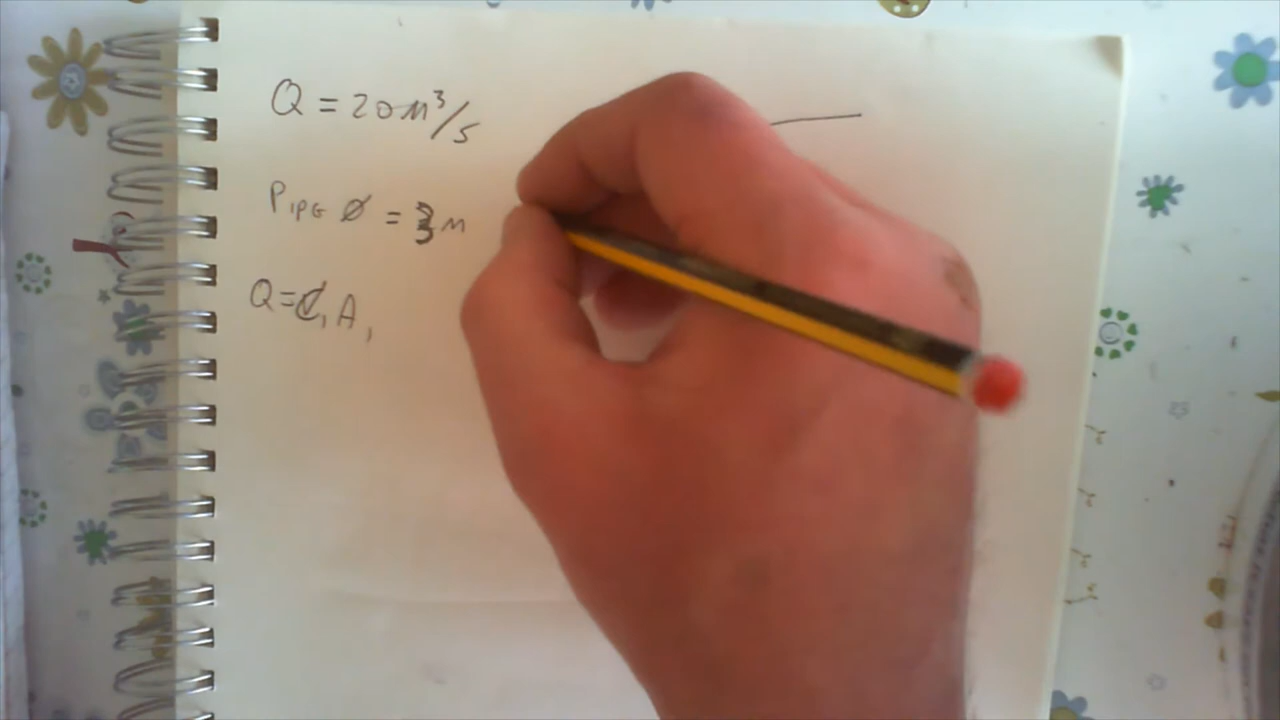 Q = 20 m³/s
PIPE Ø = 3 m
Q = C₁ A₁